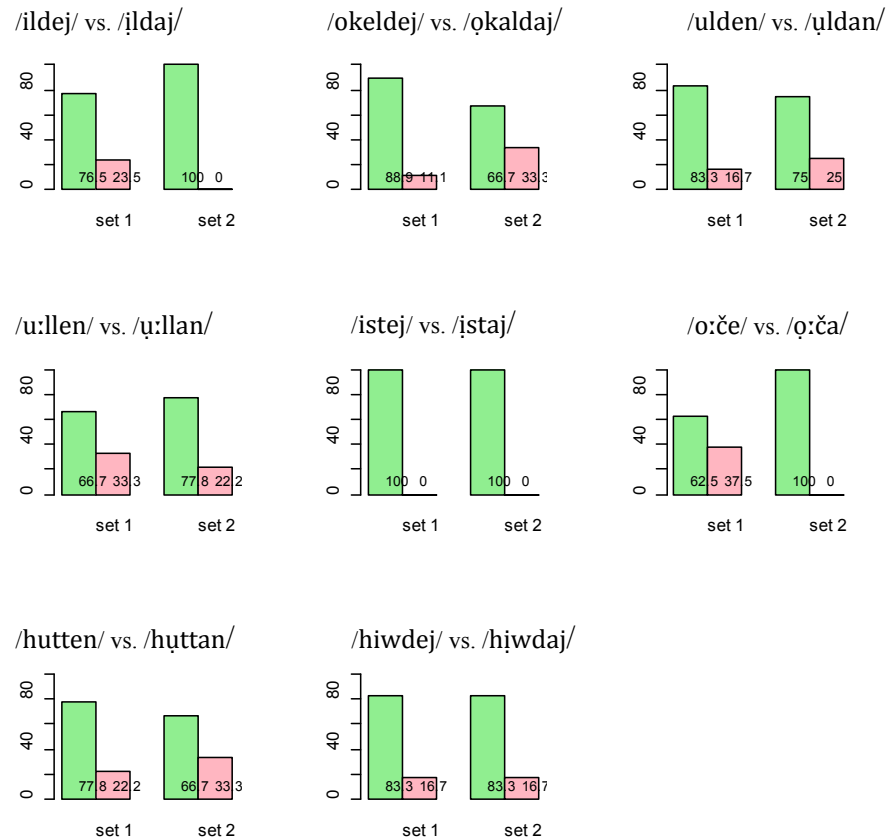 /ildej/ vs. /ịldaj/
80
40
0
76.5 23.5 100 0
set 1 set 2
/okeldej/ vs. /ọkaldaj/
80
40
0
88.9 11.1 66.7 33.3
set 1 set 2
/ulden/ vs. /ụldan/
80
40
0
83.3 16.7 75 25
set 1 set 2
/uːllen/ vs. /ụːllan/
80
40
0
66.7 33.3 77.8 22.2
set 1 set 2
/istej/ vs. /ịstaj/
80
40
0
100 0 100 0
set 1 set 2
/oːče/ vs. /ọːča/
80
40
0
62.5 37.5 100 0
set 1 set 2
/hutten/ vs. /hụttan/
80
40
0
77.8 22.2 66.7 33.3
set 1 set 2
/hiwdej/ vs. /hịwdaj/
80
40
0
83.3 16.7 83.3 16.7
set 1 set 2